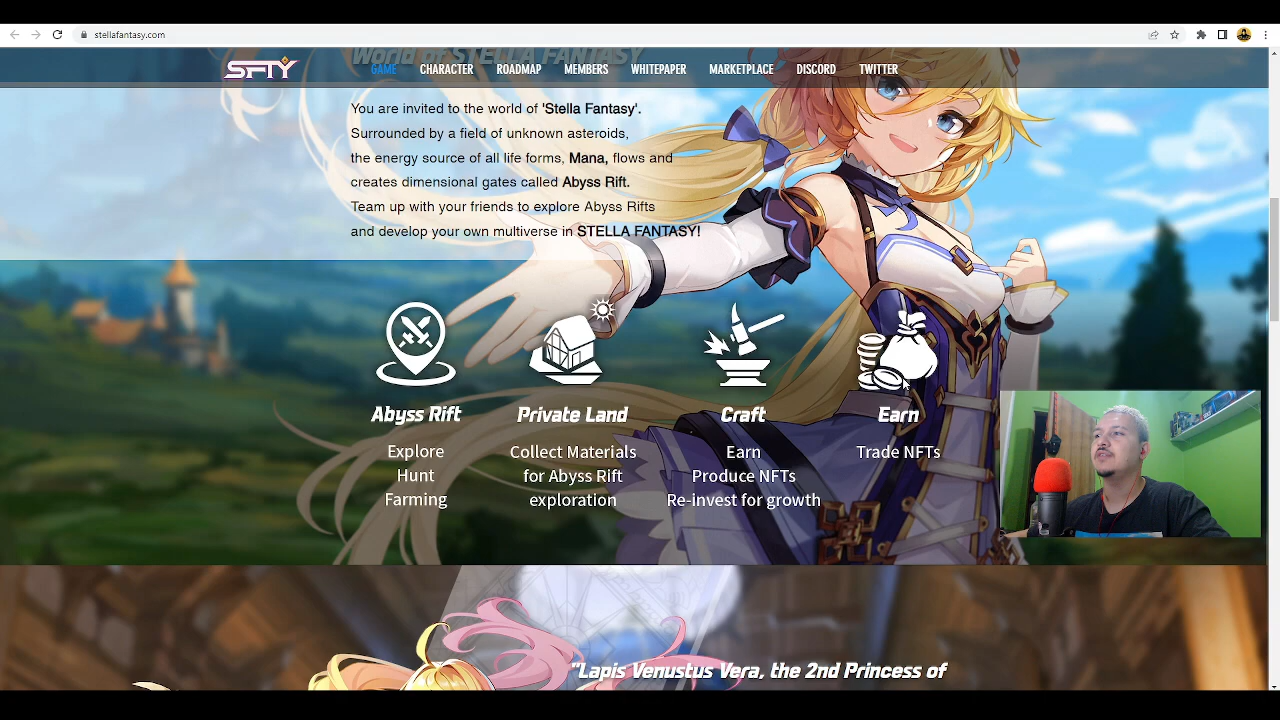 stellafantasy.com
World of STELLA FANTASY
SFTY
GAME
CHARACTER
ROADMAP
MEMBERS
WHITEPAPER
MARKETPLACE
DISCORD
TWITTER
You are invited to the world of 'Stella Fantasy'.
Surrounded by a field of unknown asteroids,
the energy source of all life forms, Mana, flows and
creates dimensional gates called Abyss Rift.
Team up with your friends to explore Abyss Rifts
and develop your own multiverse in STELLA FANTASY!
Abyss Rift
Explore
Hunt
Farming
Private Land
Collect Materials
for Abyss Rift
exploration
Craft
Earn
Produce NFTs
Re-invest for growth
Earn
Trade NFTs
"Lapis Venustus Vera, the 2nd Princess of